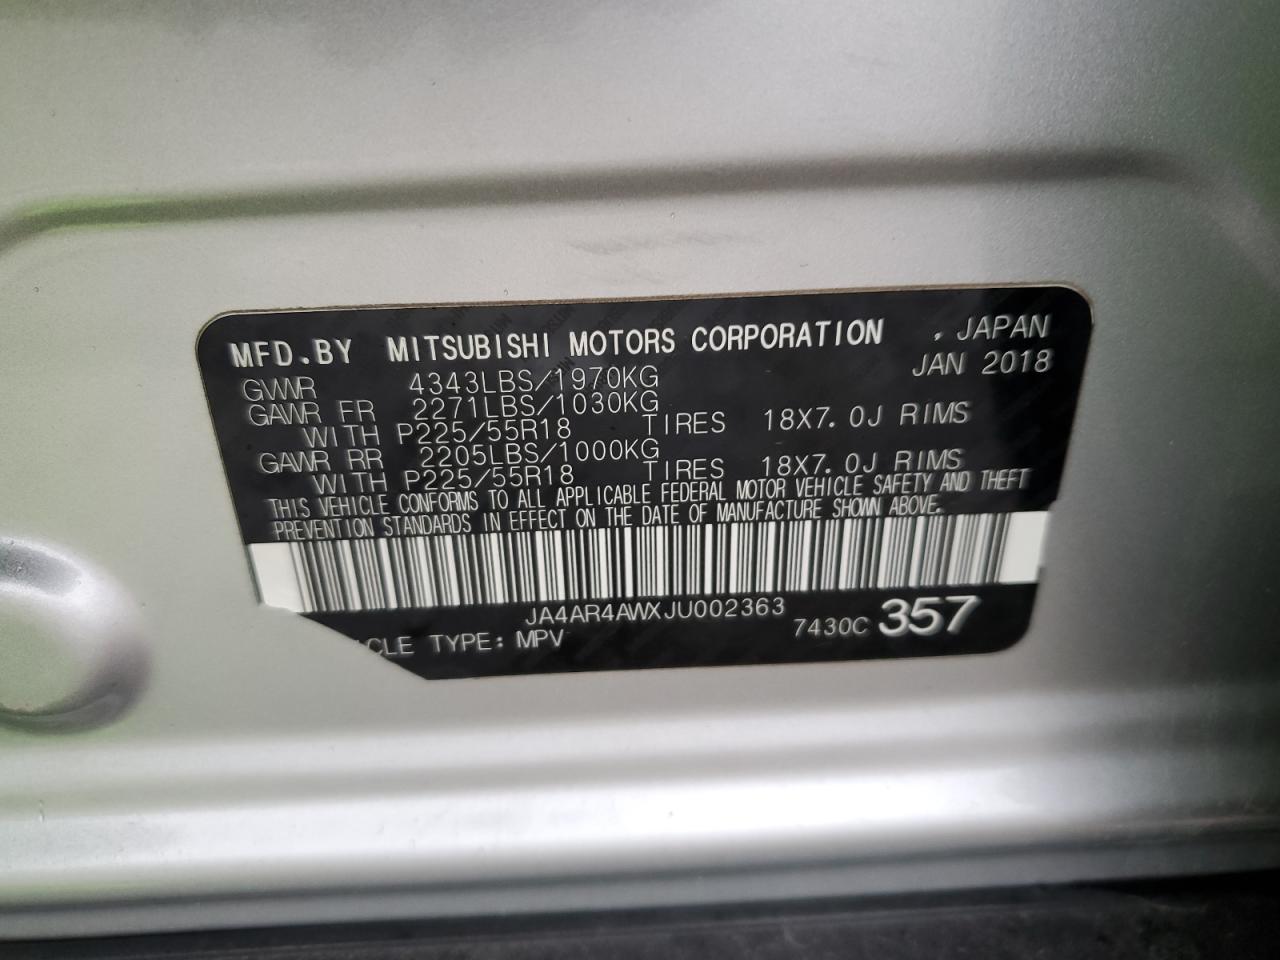 MFD.BY MITSUBISHI MOTORS CORPORATION , JAPAN
JAN 2018
GVWR 4343LBS/1970KG
GAWR FR 2271LBS/1030KG
WITH P225/55R18 TIRES 18X7.0J RIMS
GAWR RR 2205LBS/1000KG
WITH P225/55R18 TIRES 18X7.0J RIMS
THIS VEHICLE CONFORMS TO ALL APPLICABLE FEDERAL MOTOR VEHICLE SAFETY AND THEFT
PREVENTION STANDARDS IN EFFECT ON THE DATE OF MANUFACTURE SHOWN ABOVE.
JA4AR4AWXJU002363
CLE TYPE: MPV 7430C 357